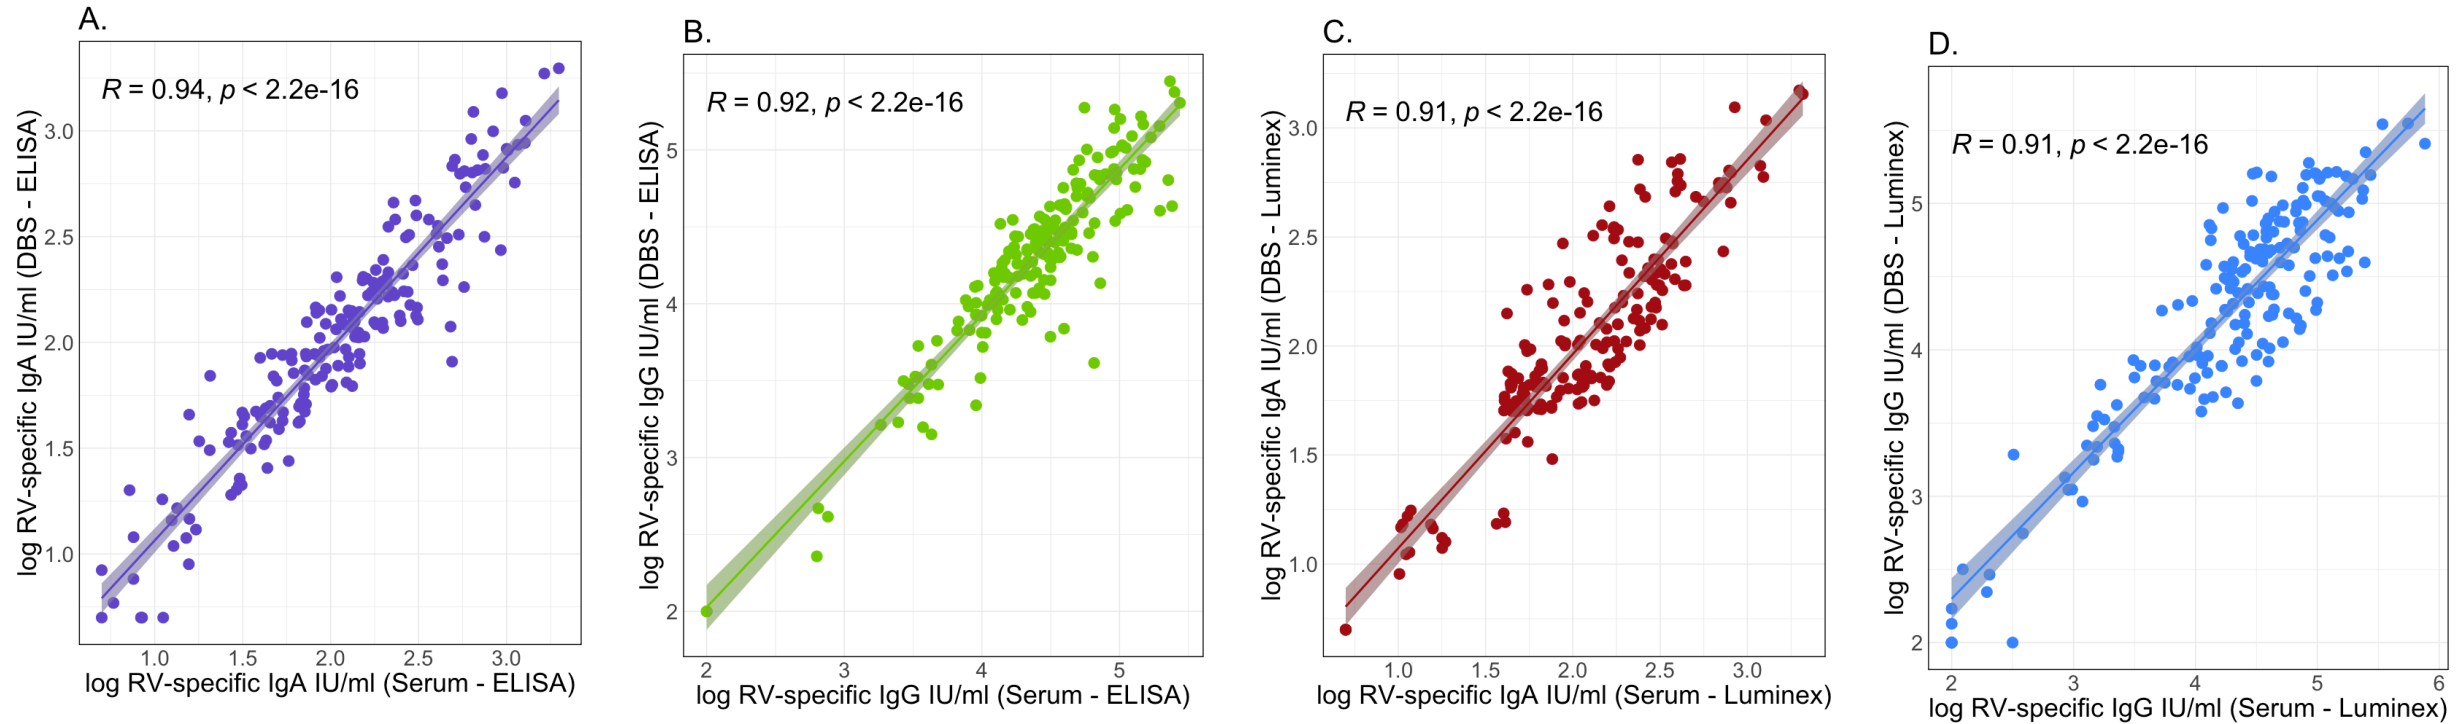 A.
R = 0.94, p < 2.2e-16
log RV-specific IgA IU/ml (DBS - ELISA)
3.0
2.5
2.0
1.5
1.0
1.0 1.5 2.0 2.5 3.0
log RV-specific IgA IU/ml (Serum - ELISA)
B.
R = 0.92, p < 2.2e-16
log RV-specific IgG IU/ml (DBS - ELISA)
5
4
3
2
2 3 4 5
log RV-specific IgG IU/ml (Serum - ELISA)
C.
R = 0.91, p < 2.2e-16
log RV-specific IgA IU/ml (DBS - Luminex)
3.0
2.5
2.0
1.5
1.0
1.0 1.5 2.0 2.5 3.0
log RV-specific IgA IU/ml (Serum - Luminex)
D.
R = 0.91, p < 2.2e-16
log RV-specific IgG IU/ml (DBS - Luminex)
5
4
3
2
2 3 4 5 6
log RV-specific IgG IU/ml (Serum - Luminex)